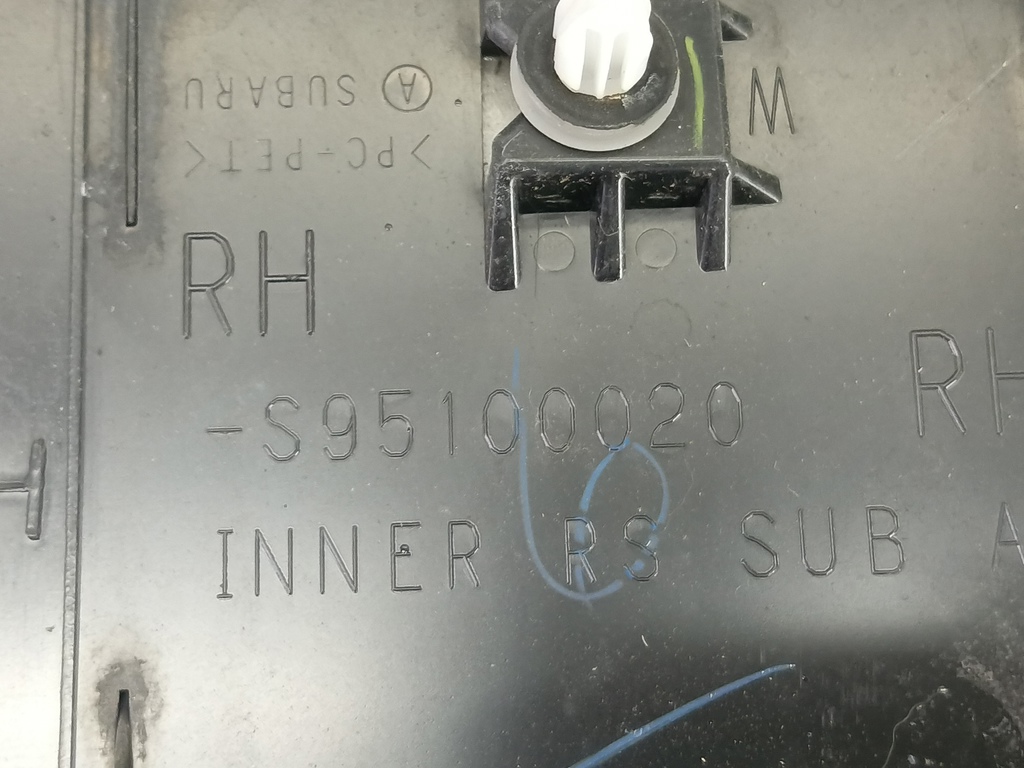 Ⓐ SUBARU
>PC-PET<
M
RH
RH
-S95100020
H
INNER RS SUB A